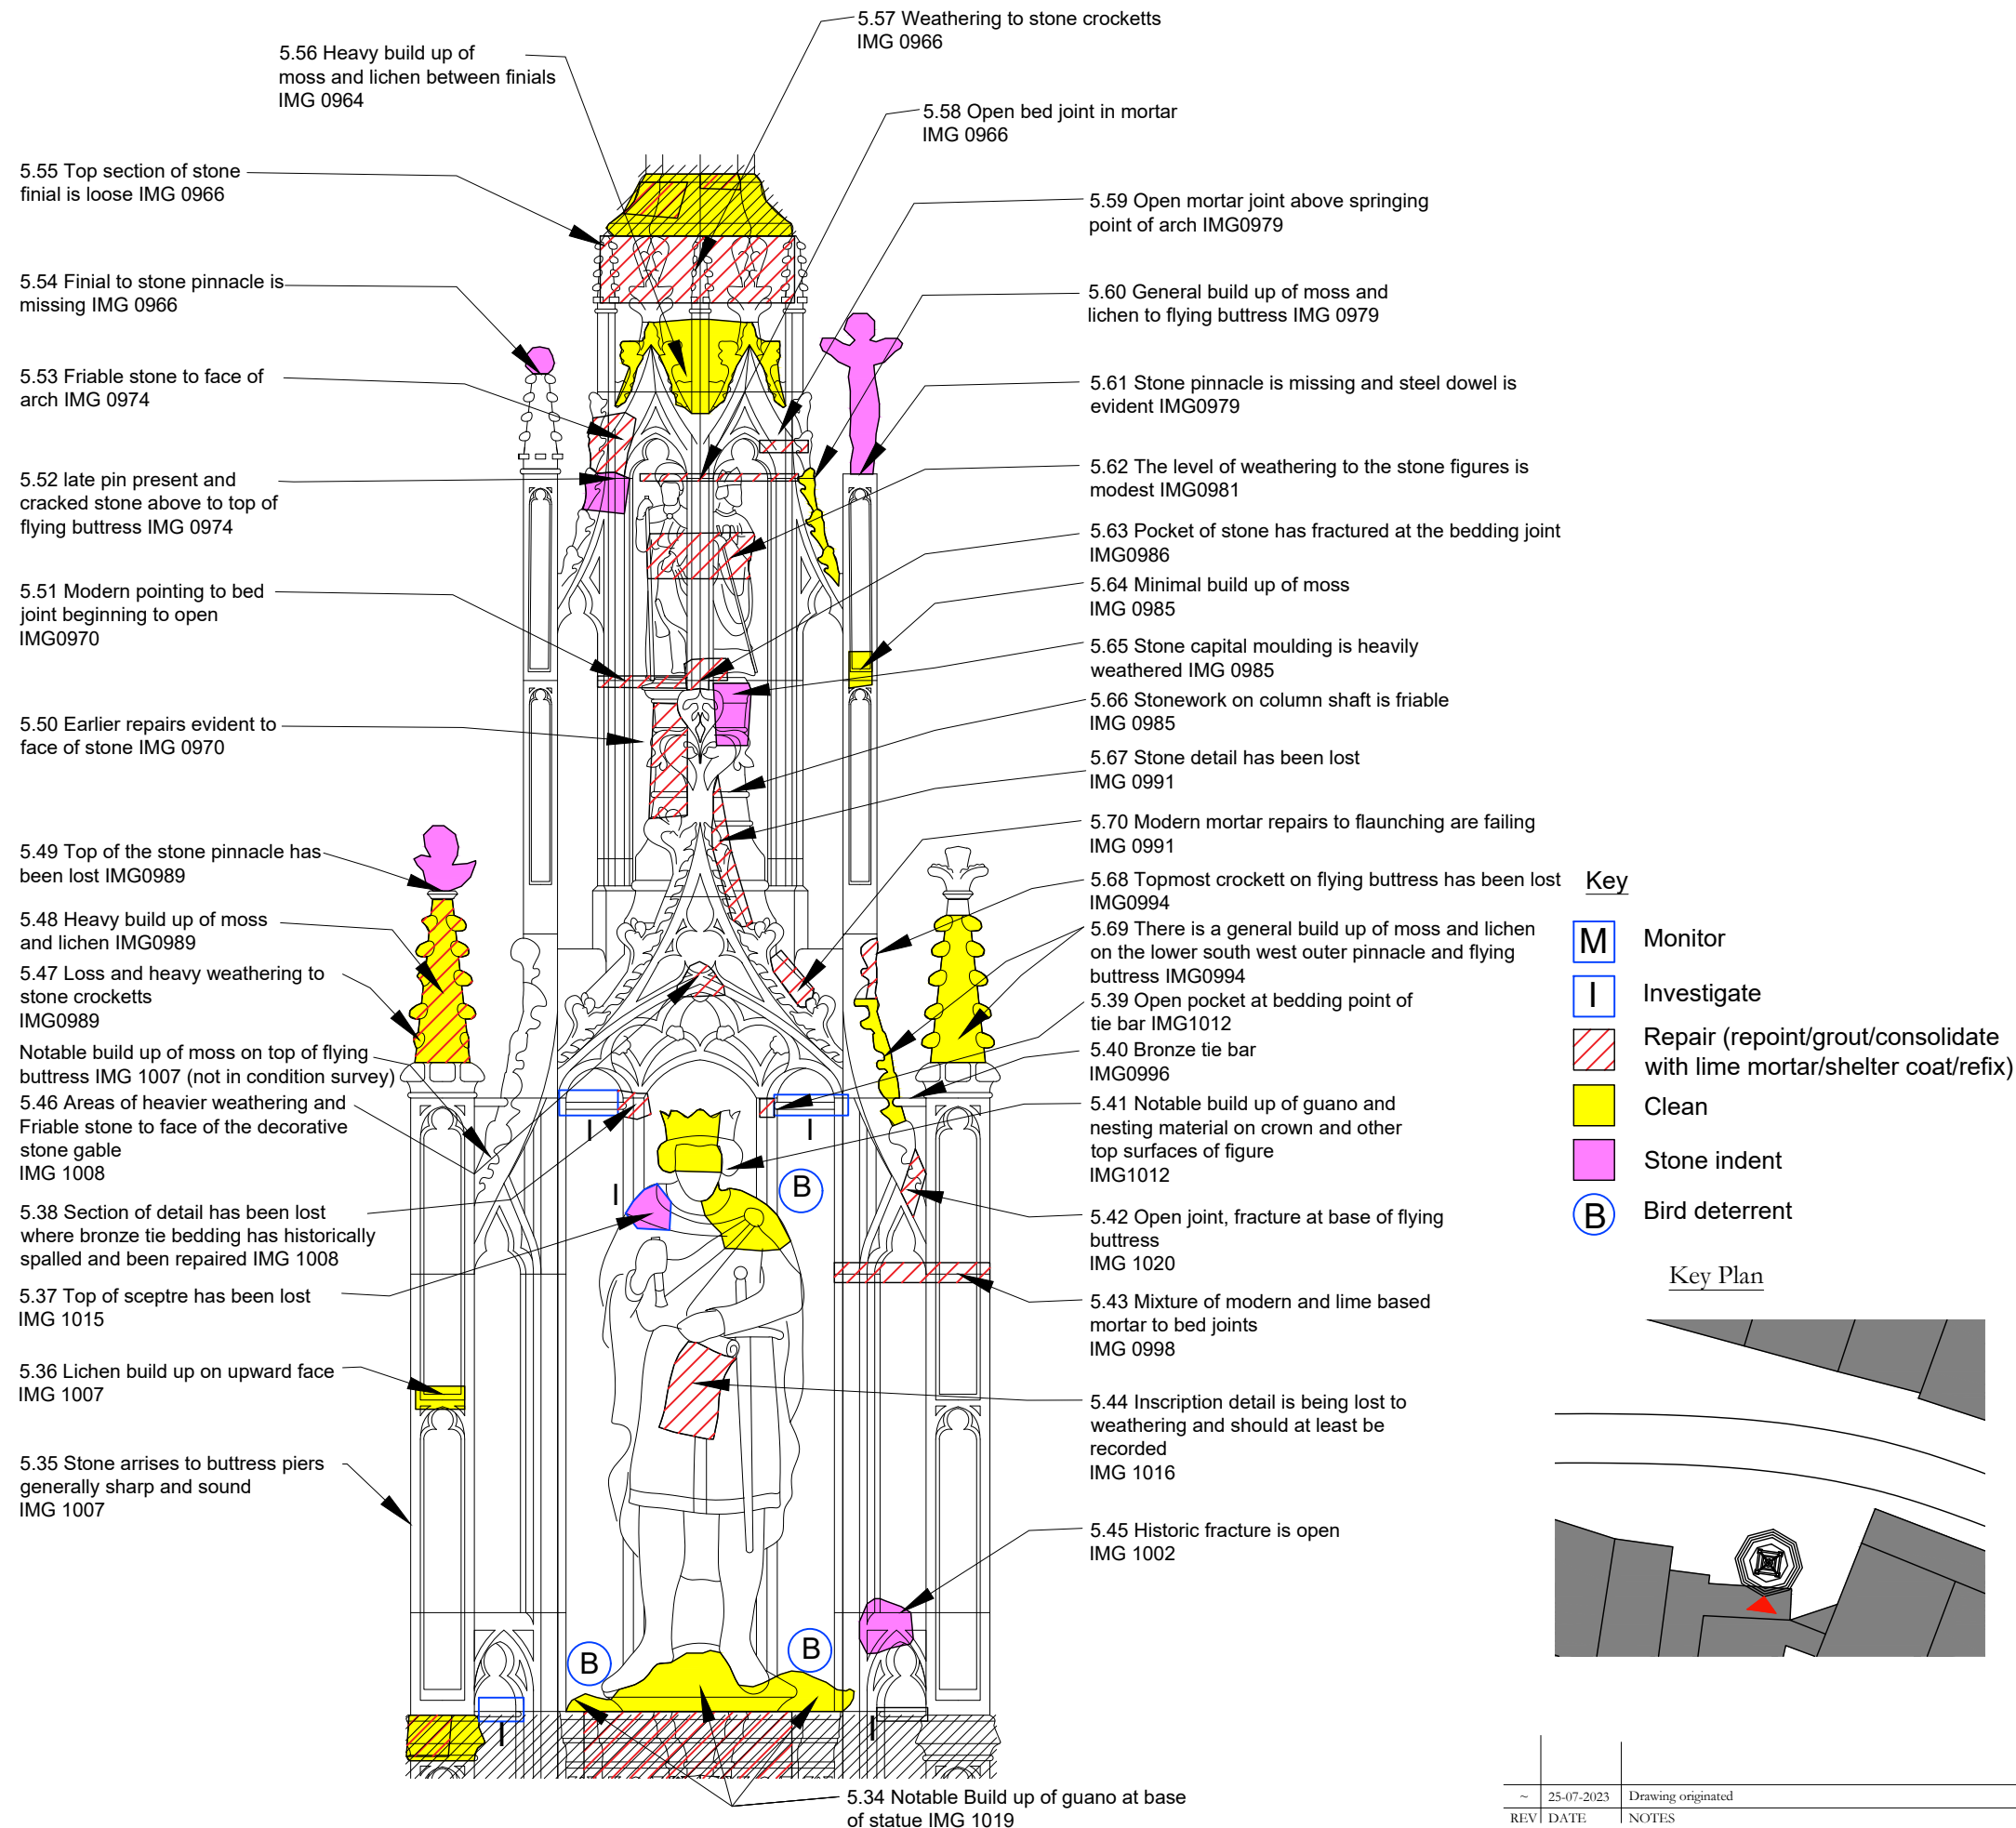 5.57 Weathering to stone crocketts
IMG 0966
5.56 Heavy build up of
moss and lichen between finials
IMG 0964
5.58 Open bed joint in mortar
IMG 0966
5.55 Top section of stone
finial is loose IMG 0966
5.54 Finial to stone pinnacle is
missing IMG 0966
5.53 Friable stone to face of
arch IMG 0974
5.52 late pin present and
cracked stone above to top of
flying buttress IMG 0974
5.51 Modern pointing to bed
joint beginning to open
IMG0970
5.50 Earlier repairs evident to
face of stone IMG 0970
5.49 Top of the stone pinnacle has
been lost IMG0989
5.48 Heavy build up of moss
and lichen IMG0989
5.47 Loss and heavy weathering to
stone crocketts
IMG0989
Notable build up of moss on top of flying
buttress IMG 1007 (not in condition survey)
5.46 Areas of heavier weathering and
Friable stone to face of the decorative
stone gable
IMG 1008
5.38 Section of detail has been lost
where bronze tie bedding has historically
spalled and been repaired IMG 1008
5.37 Top of sceptre has been lost
IMG 1015
5.36 Lichen build up on upward face
IMG 1007
5.35 Stone arrises to buttress piers
generally sharp and sound
IMG 1007
5.59 Open mortar joint above springing
point of arch IMG0979
5.60 General build up of moss and
lichen to flying buttress IMG 0979
5.61 Stone pinnacle is missing and steel dowel is
evident IMG0979
5.62 The level of weathering to the stone figures is
modest IMG0981
5.63 Pocket of stone has fractured at the bedding joint
IMG0986
5.64 Minimal build up of moss
IMG 0985
5.65 Stone capital moulding is heavily
weathered IMG 0985
5.66 Stonework on column shaft is friable
IMG 0985
5.67 Stone detail has been lost
IMG 0991
5.70 Modern mortar repairs to flaunching are failing
IMG 0991
5.68 Topmost crockett on flying buttress has been lost
IMG0994
5.69 There is a general build up of moss and lichen
on the lower south west outer pinnacle and flying
buttress IMG0994
5.39 Open pocket at bedding point of
tie bar IMG1012
5.40 Bronze tie bar
IMG0996
5.41 Notable build up of guano and
nesting material on crown and other
top surfaces of figure
IMG1012
5.42 Open joint, fracture at base of flying
buttress
IMG 1020
5.43 Mixture of modern and lime based
mortar to bed joints
IMG 0998
5.44 Inscription detail is being lost to
weathering and should at least be
recorded
IMG 1016
5.45 Historic fracture is open
IMG 1002
5.34 Notable Build up of guano at base
of statue IMG 1019
I
I
I
B
B
B
I
I
Key
M Monitor
I Investigate
Repair (repoint/grout/consolidate
with lime mortar/shelter coat/refix)
Clean
Stone indent
B Bird deterrent
Key Plan
~ 25-07-2023 Drawing originated
REV DATE NOTES